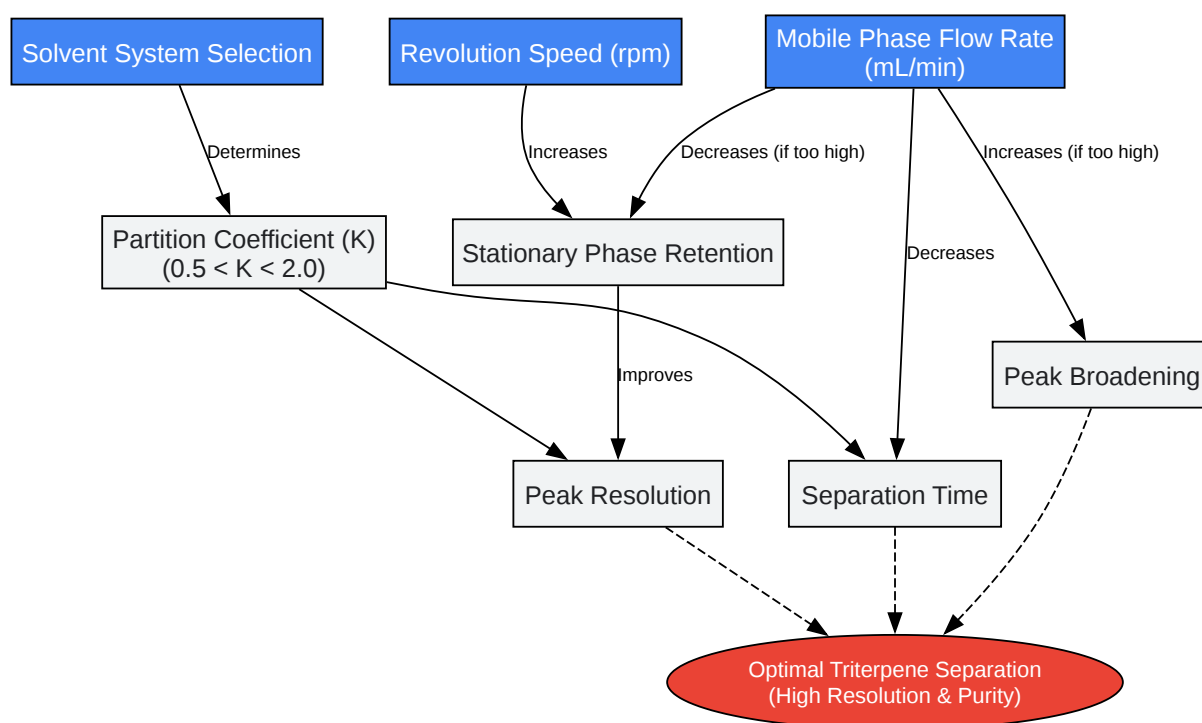 Solvent System Selection
Revolution Speed (rpm)
Mobile Phase Flow Rate
(mL/min)
Determines
Increases
Decreases (if too high)
Increases (if too high)
Partition Coefficient (K)
(0.5 < K < 2.0)
Stationary Phase Retention
Decreases
Improves
Peak Broadening
Peak Resolution
Separation Time
Optimal Triterpene Separation
(High Resolution & Purity)